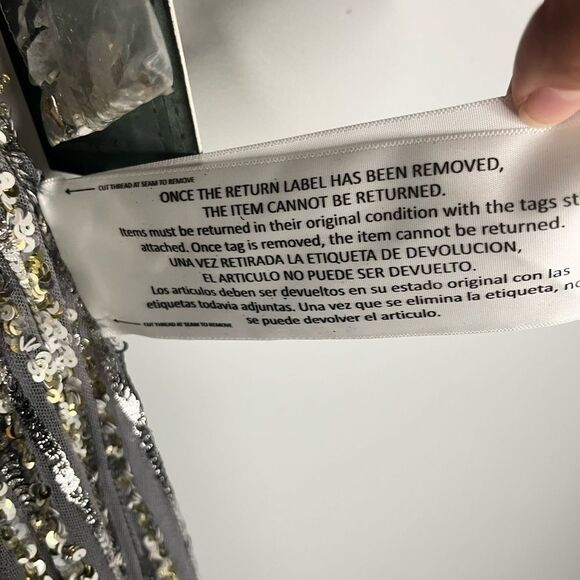 CUT THREAD AT SEAM TO REMOVE
ONCE THE RETURN LABEL HAS BEEN REMOVED,
THE ITEM CANNOT BE RETURNED.
Items must be returned in their original condition with the tags
attached. Once tag is removed, the item cannot be returned.
UNA VEZ RETIRADA LA ETIQUETA DE DEVOLUCION,
EL ARTICULO NO PUEDE SER DEVUELTO.
Los articulos deben ser devueltos en su estado original con las
etiquetas todavia adjuntas. Una vez que se elimina la etiqueta, no
se puede devolver el articulo.
CUT THREAD AT SEAM TO REMOVE